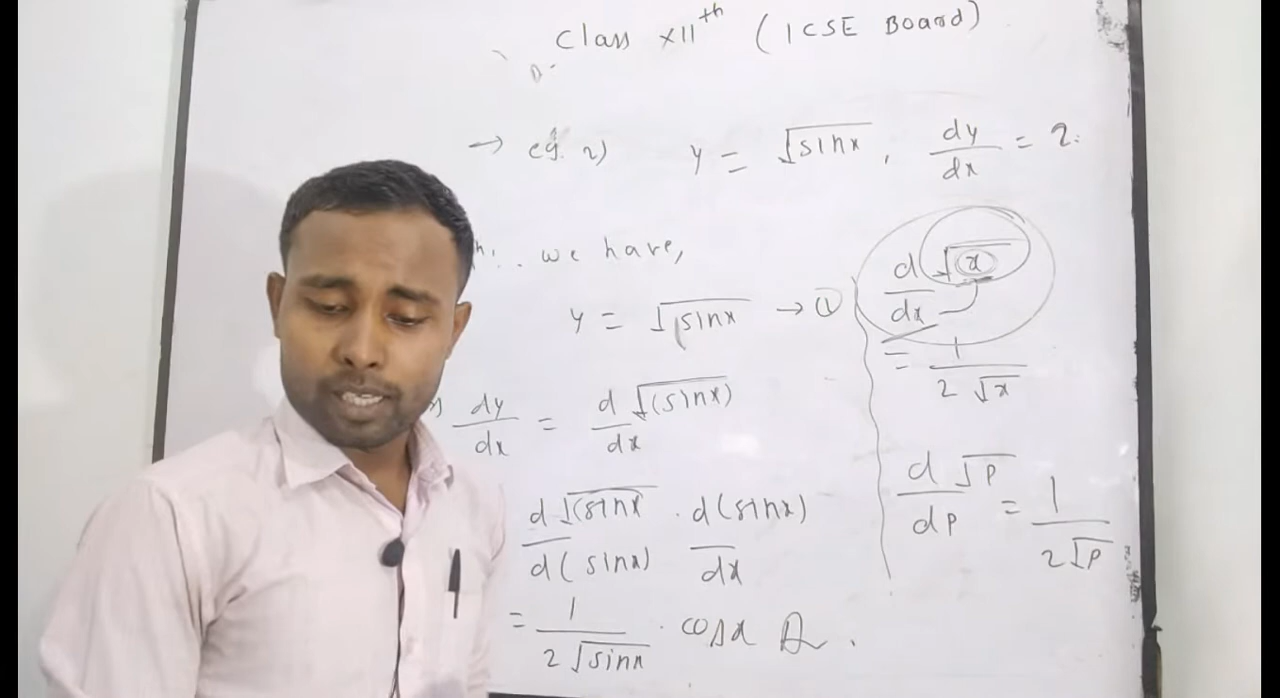 Class XIIth (ICSE Board)
→ eg. 2) y = √sinx, dy/dx = ?
we have,
y = √sinx → ①
dy/dx = d/dx √(sinx)
d√(sinx)/d(sinx) · d(sinx)/dx
= 1/2√sinx · cosx
d/dx √x
= 1/2√x
d√p/dp = 1/2√p